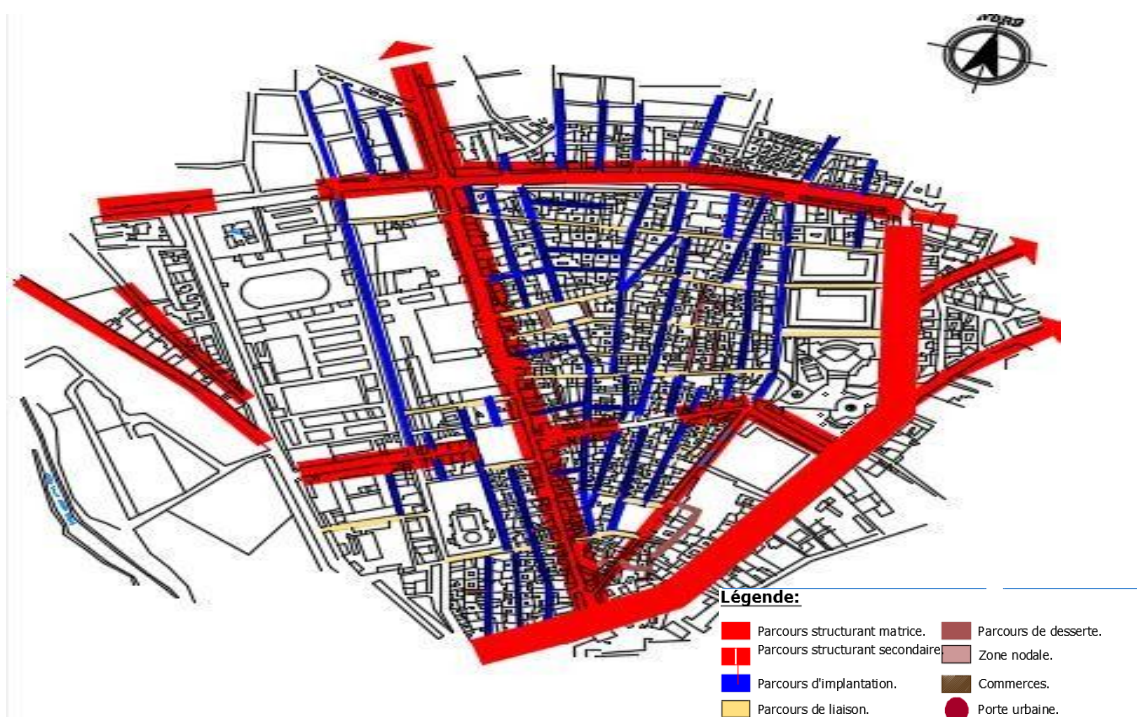 NORD
Légende:
Parcours structurant matrice.
Parcours structurant secondaire
Parcours d'implantation.
Parcours de liaison.
Parcours de desserte.
Zone nodale.
Commerces.
Porte urbaine.